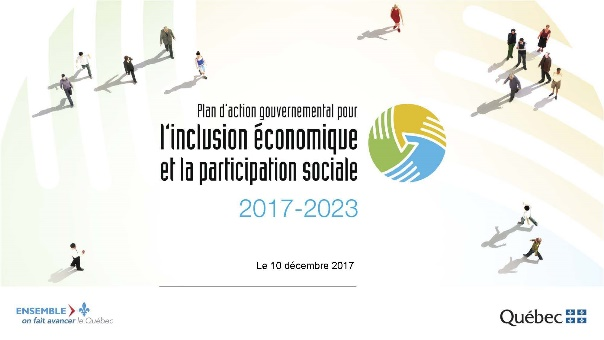 Plan d'action gouvernemental pour
l'inclusion économique
et la participation sociale
2017-2023
Le 10 décembre 2017
ENSEMBLE
on fait avancer le Québec
Québec